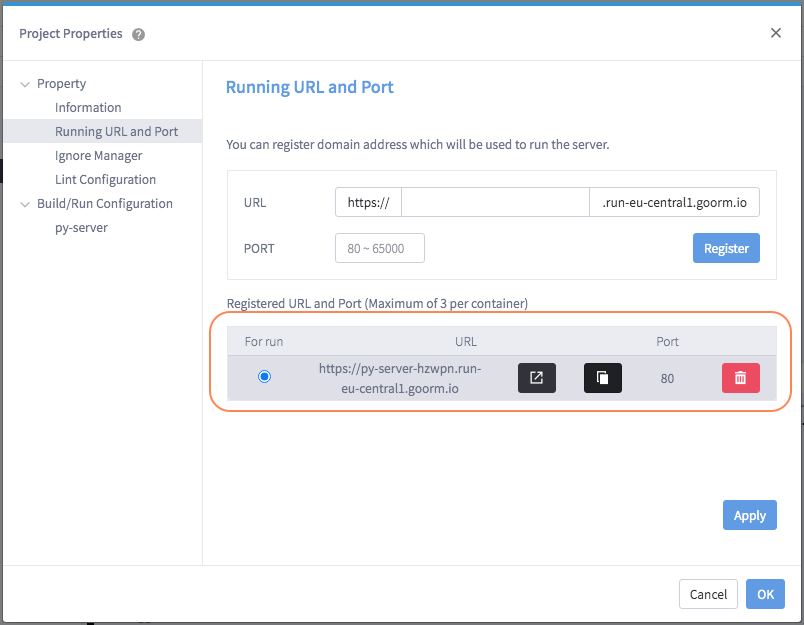 Project Properties ?
Property
Information
Running URL and Port
Ignore Manager
Lint Configuration
Build/Run Configuration
py-server
Running URL and Port
You can register domain address which will be used to run the server.
URL https:// .run-eu-central1.goorm.io
PORT 80 ~ 65000 Register
Registered URL and Port (Maximum of 3 per container)
For run URL Port
https://py-server-hzwpn.run-
eu-central1.goorm.io 80
Apply
Cancel OK